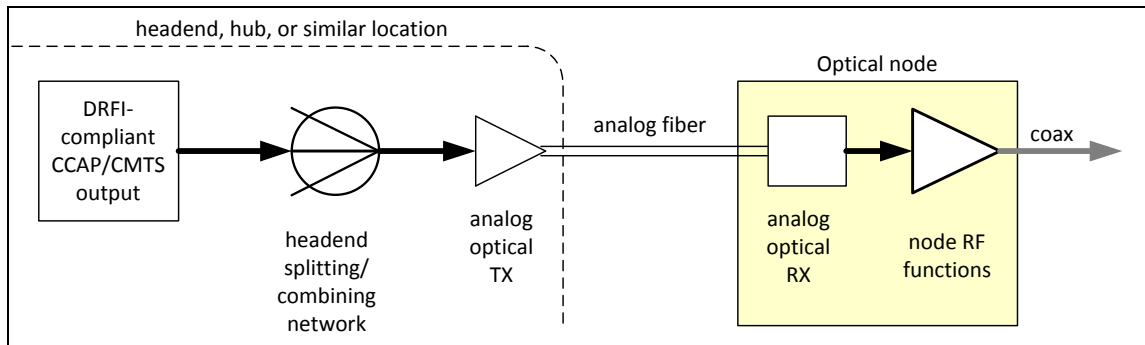 headend, hub, or similar location
Optical node
DRFI-
compliant
CCAP/CMTS
output
analog fiber
coax
headend
splitting/
combining
network
analog
optical
TX
analog
optical
RX
node RF
functions